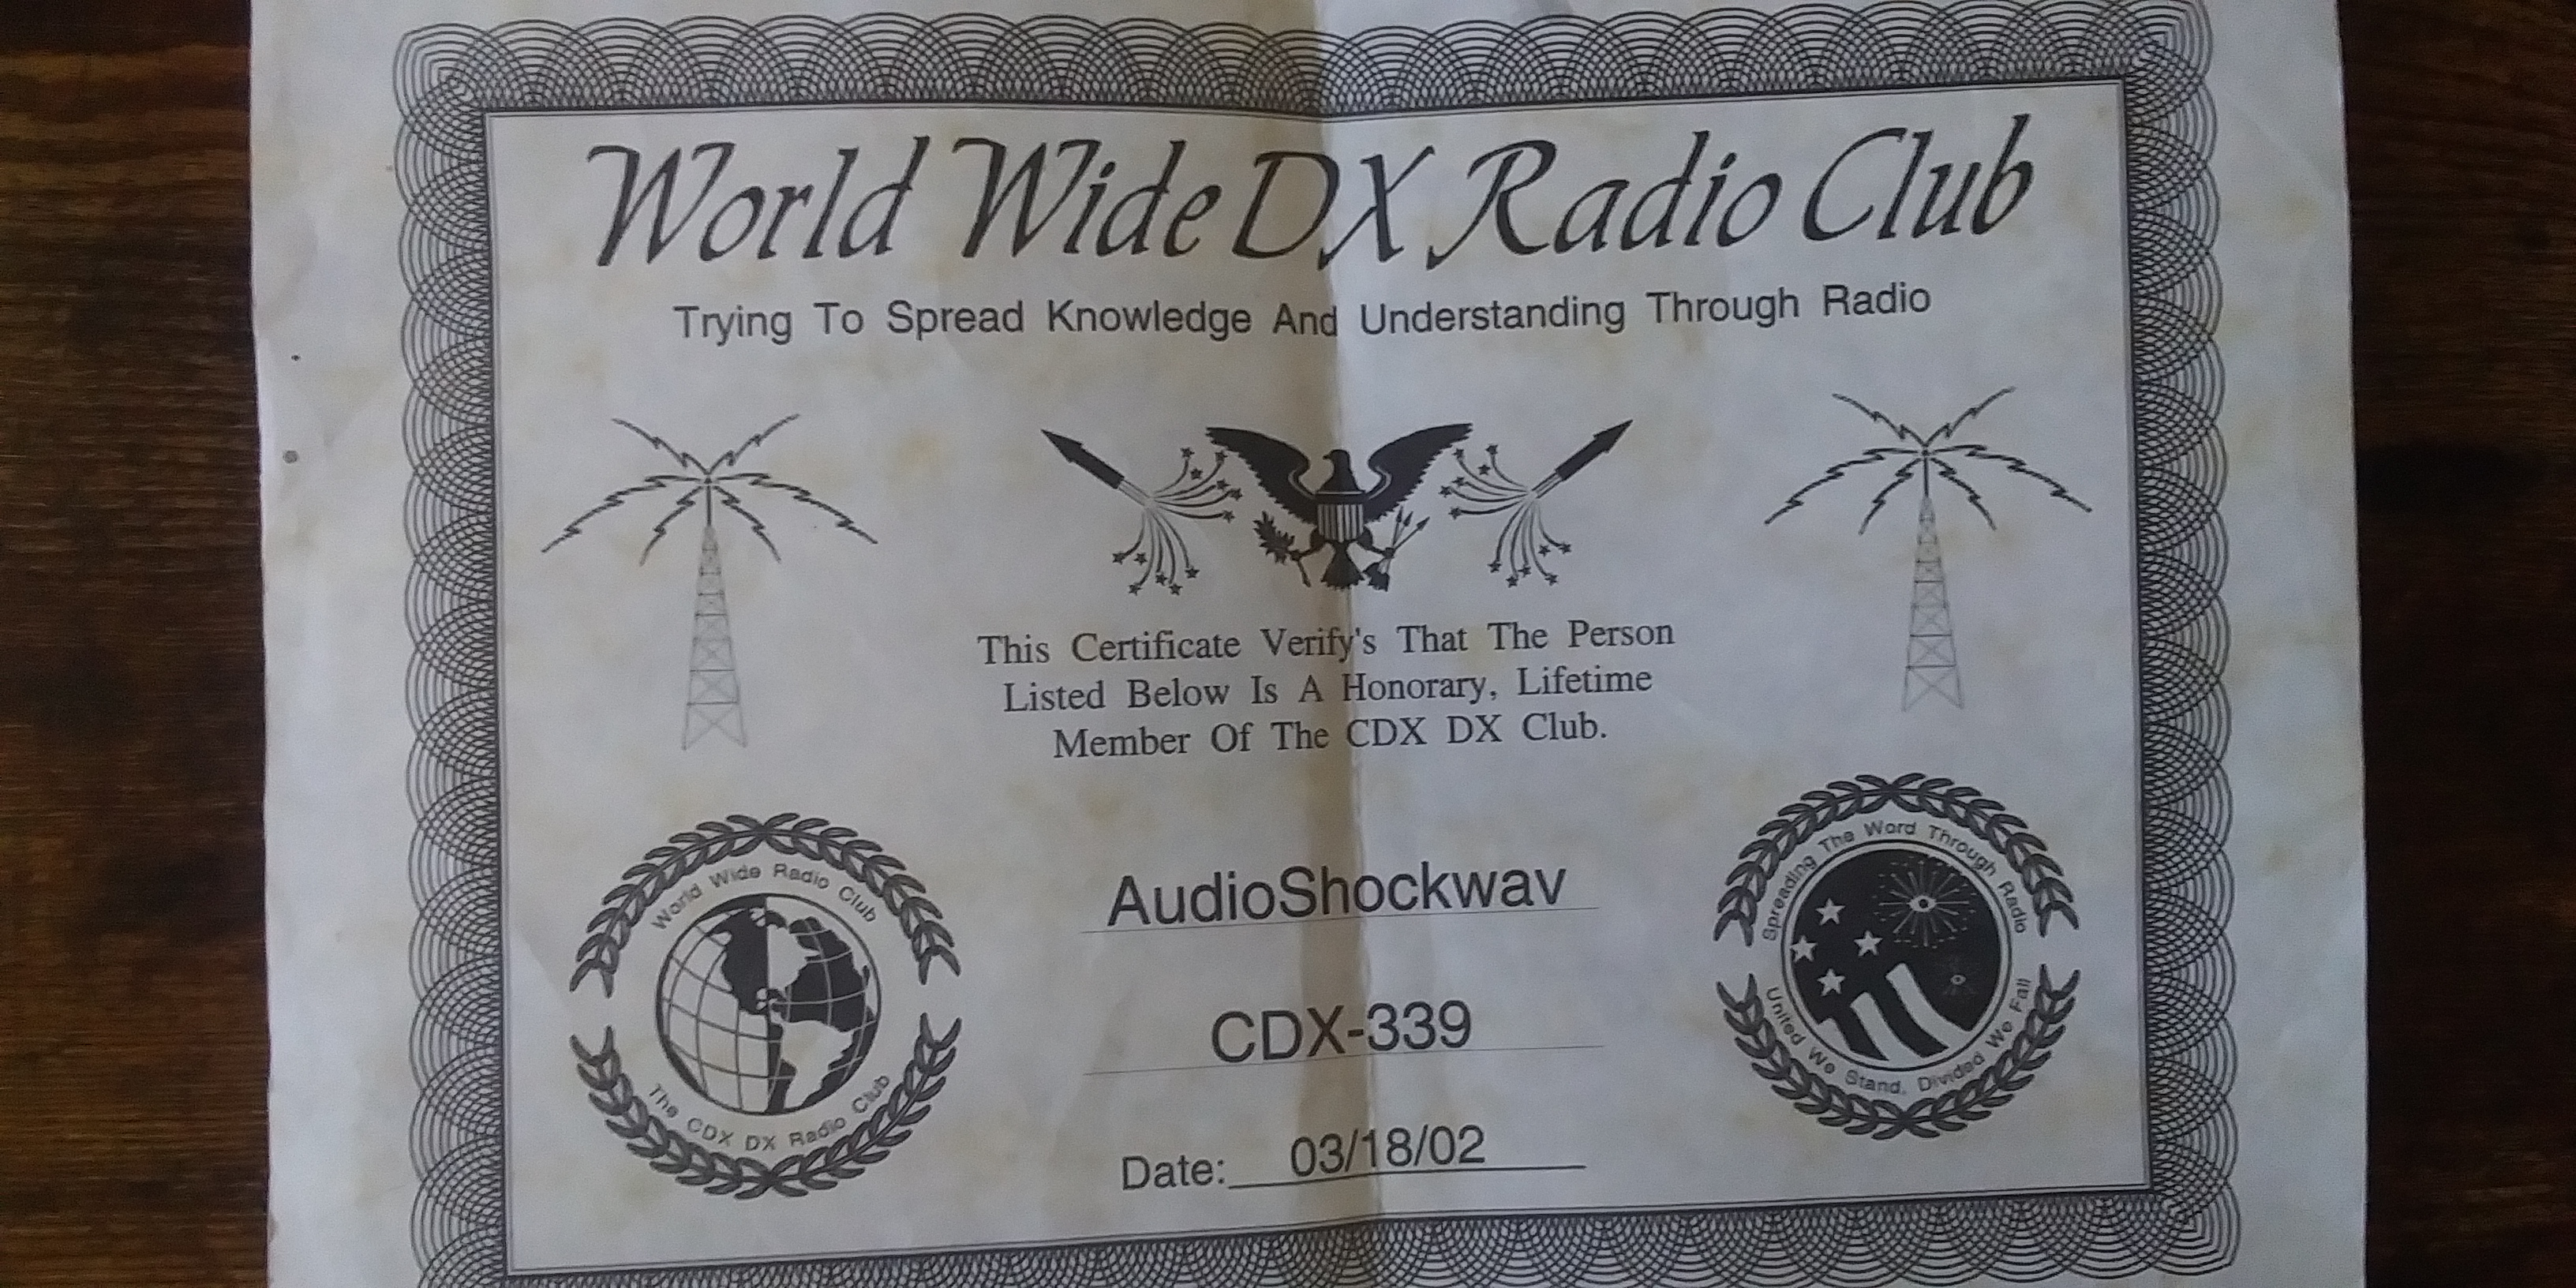 World Wide DX Radio Club
Trying To Spread Knowledge And Understanding Through Radio
This Certificate Verify's That The Person
Listed Below Is A Honorary, Lifetime
Member Of The CDX DX Club.
World Wide Radio Club
The CDX DX Radio Club
AudioShockwav
CDX-339
Date: 03/18/02
Spreading The Word Through Radio
United We Stand, Divided We Fall